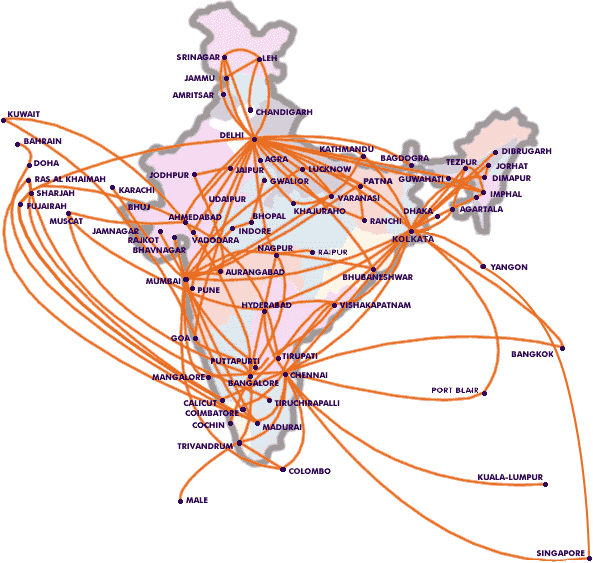 SRINAGAR
LEH
JAMMU
AMRITSAR
CHANDIGARH
KUWAIT
DELHI
BAHRAIN
KATHMANDU
BAGDOGRA
DIBRUGARH
DOHA
AGRA
TEZPUR
JORHAT
RAS AL KHAIMAH
JODHPUR
JAIPUR
LUCKNOW
GUWAHATI
DIMAPUR
SHARJAH
KARACHI
GWALIOR
PATNA
IMPHAL
FUJAIRAH
BHUJ
UDAIPUR
VARANASI
MUSCAT
AHMEDABAD
BHOPAL
KHAJURAHO
DHAKA
AGARTALA
JAMNAGAR
INDORE
RANCHI
RAJKOT
VADODARA
KOLKATA
BHAVNAGAR
NAGPUR
RAIPUR
AURANGABAD
BHUBANESHWAR
YANGON
MUMBAI
PUNE
HYDERABAD
VISHAKAPATNAM
GOA
PUTTAPURTI
TIRUPATI
BANGKOK
MANGALORE
BANGALORE
CHENNAI
PORT BLAIR
CALICUT
TIRUCHIRAPALLI
COIMBATORE
COCHIN
MADURAI
TRIVANDRUM
COLOMBO
KUALA-LUMPUR
MALE
SINGAPORE